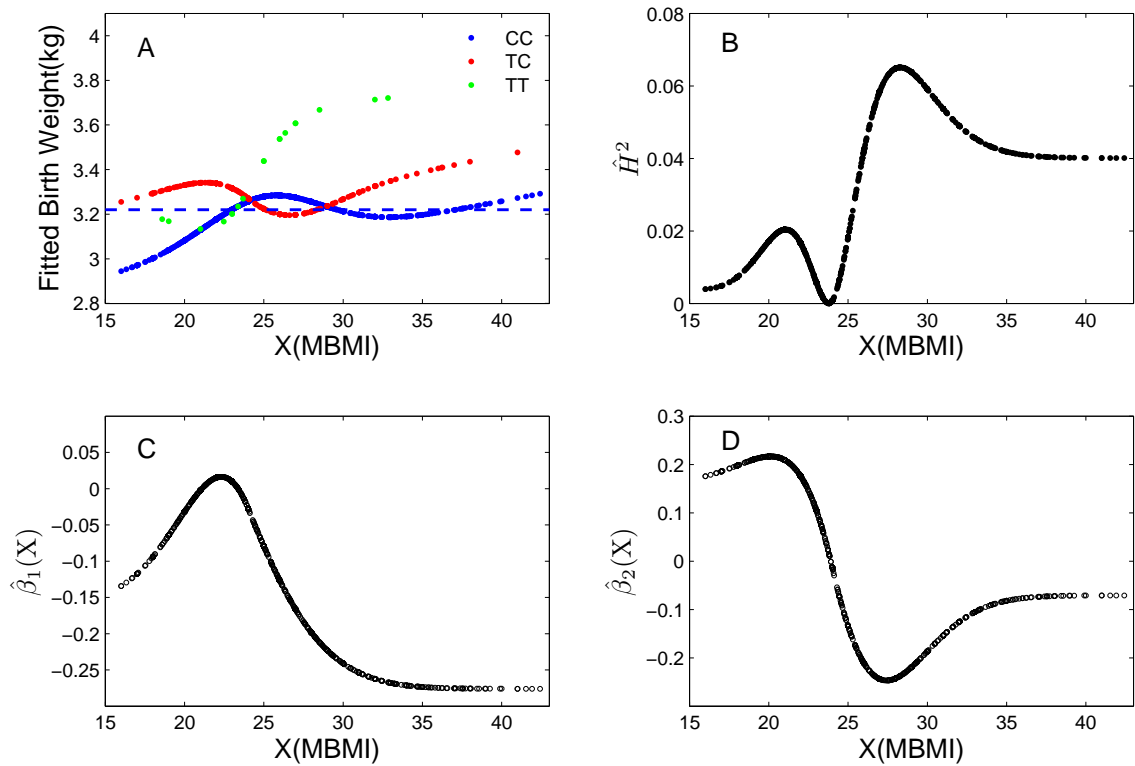 A
CC
TC
TT
4
3.8
3.6
3.4
3.2
3
2.8
Fitted Birth Weight(kg)
15 20 25 30 35 40
X(MBMI)
B
0.08
0.06
0.04
0.02
0
Ĥ²
15 20 25 30 35 40
X(MBMI)
C
0.05
0
−0.05
−0.1
−0.15
−0.2
−0.25
β̂₁(X)
15 20 25 30 35 40
X(MBMI)
D
0.3
0.2
0.1
0
−0.1
−0.2
β̂₂(X)
15 20 25 30 35 40
X(MBMI)